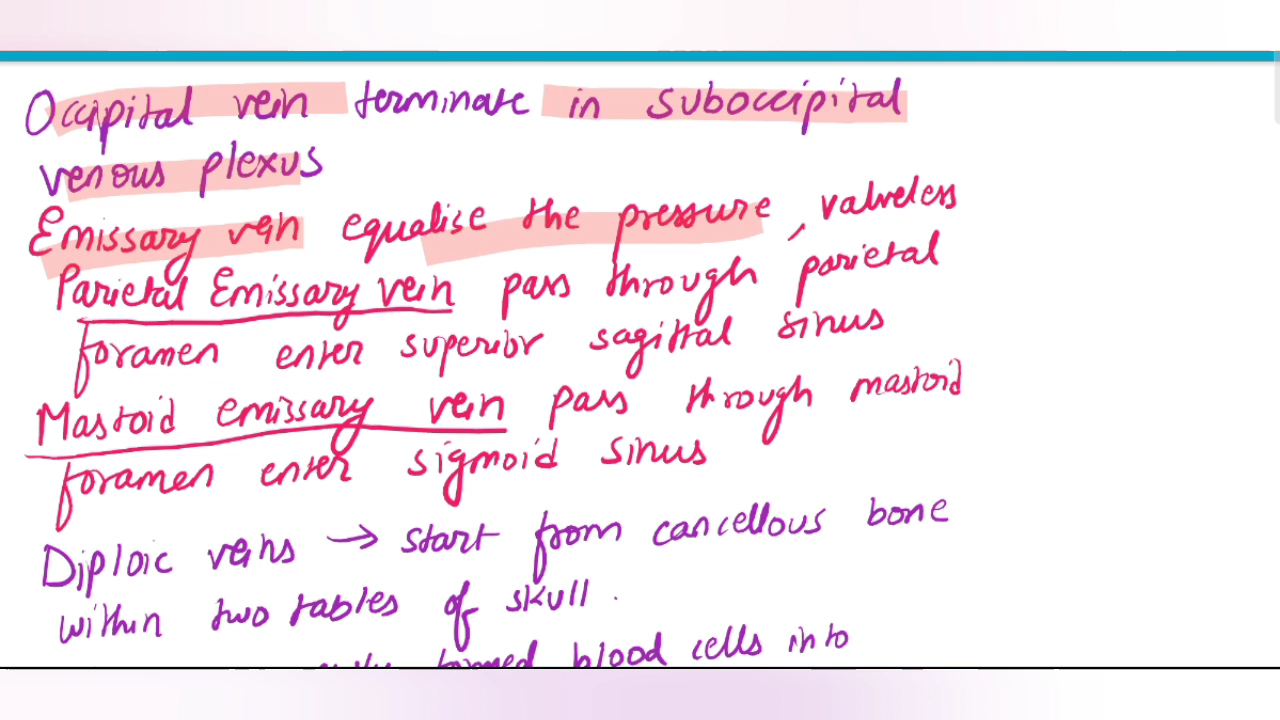 Occipital vein terminate in suboccipital
venous plexus
Emissary vein equalise the pressure, valveless
Parietal Emissary vein pass through parietal
foramen enter superior sagittal sinus
Mastoid emissary vein pass through mastoid
foramen enter sigmoid sinus
Diploic veins → start from cancellous bone
within two tables of skull.
formed blood cells into